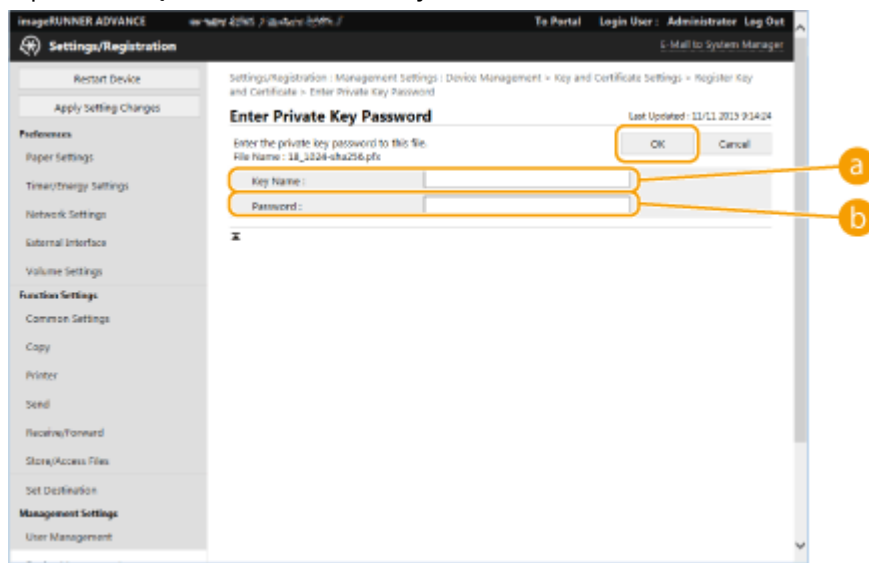 imageRUNNER ADVANCE To Portal Login User : Administrator Log Out
Settings/Registration E-Mail to System Manager
Restart Device
Apply Setting Changes
Preferences
Paper Settings
Timer/Energy Settings
Network Settings
External Interface
Volume Settings
Function Settings
Common Settings
Copy
Printer
Send
Receive/Forward
Store/Access Files
Set Destination
Management Settings
User Management
Settings/Registration : Management Settings : Device Management > Key and Certificate Settings > Register Key
and Certificate > Enter Private Key Password
Enter Private Key Password Last Updated : 11/11 2015 9:14:24
Enter the private key password to this file. OK Cancel
File Name : 18_1024-sha256.pfx
Key Name : a
Password : b